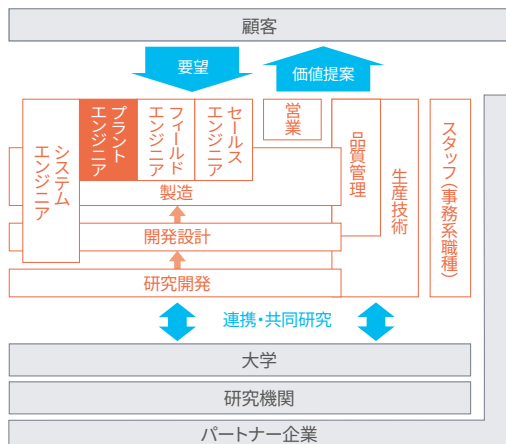 顧客
要望
価値提案
システム
エンジニア
プラント
エンジニア
フィールド
エンジニア
セールス
エンジニア
営業
品質管理
生産技術
スタッフ(事務系職種)
製造
開発設計
研究開発
連携・共同研究
大学
研究機関
パートナー企業